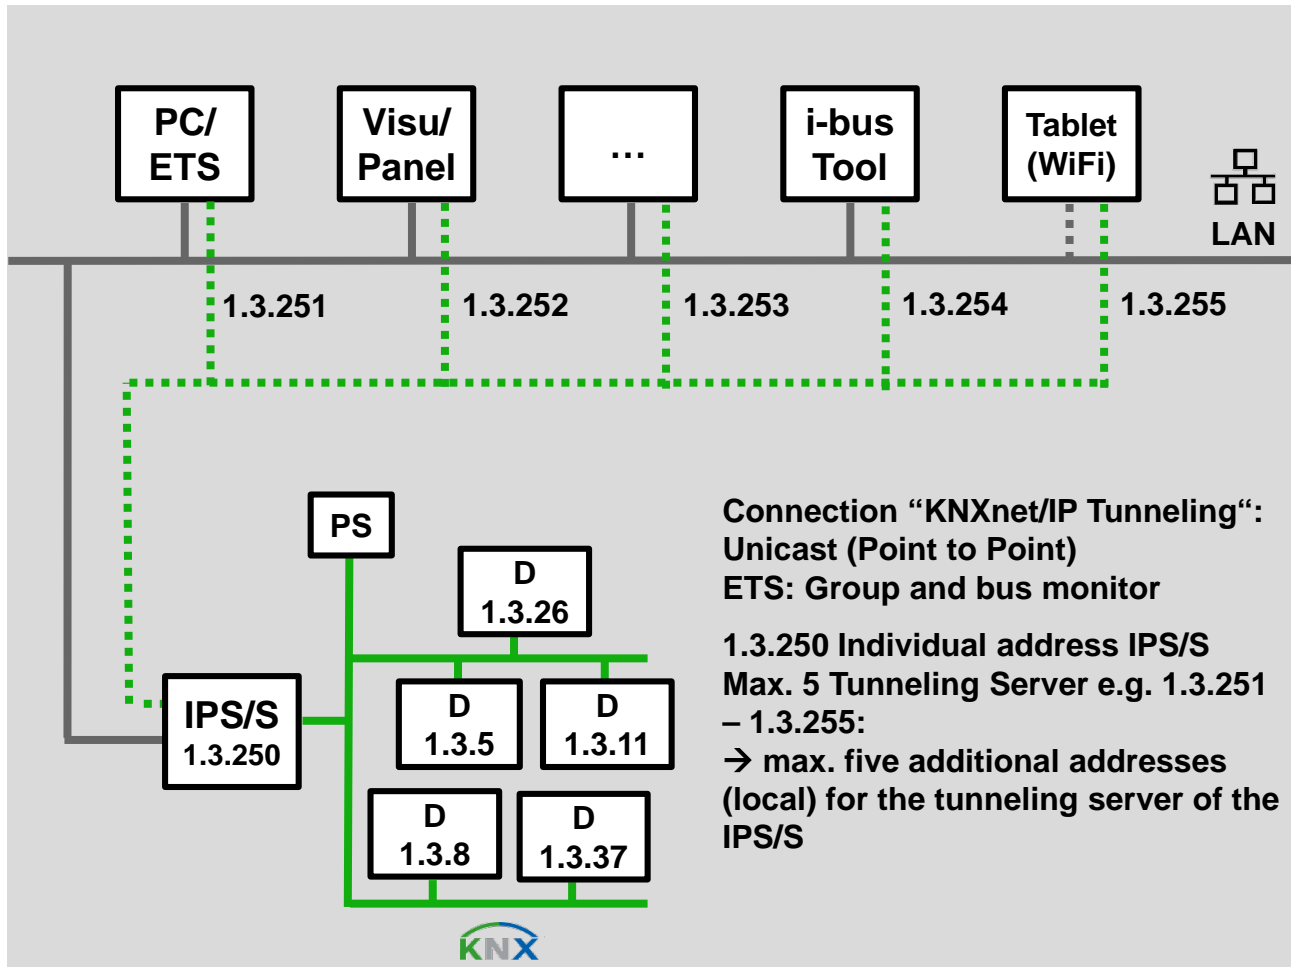 PC/
ETS
Visu/
Panel
...
i-bus
Tool
Tablet
(WiFi)
LAN
1.3.251
1.3.252
1.3.253
1.3.254
1.3.255
PS
D
1.3.26
IPS/S
1.3.250
D
1.3.5
D
1.3.11
D
1.3.8
D
1.3.37
KNX
Connection “KNXnet/IP Tunneling“:
Unicast (Point to Point)
ETS: Group and bus monitor
1.3.250 Individual address IPS/S
Max. 5 Tunneling Server e.g. 1.3.251
– 1.3.255:
→ max. five additional addresses
(local) for the tunneling server of the
IPS/S